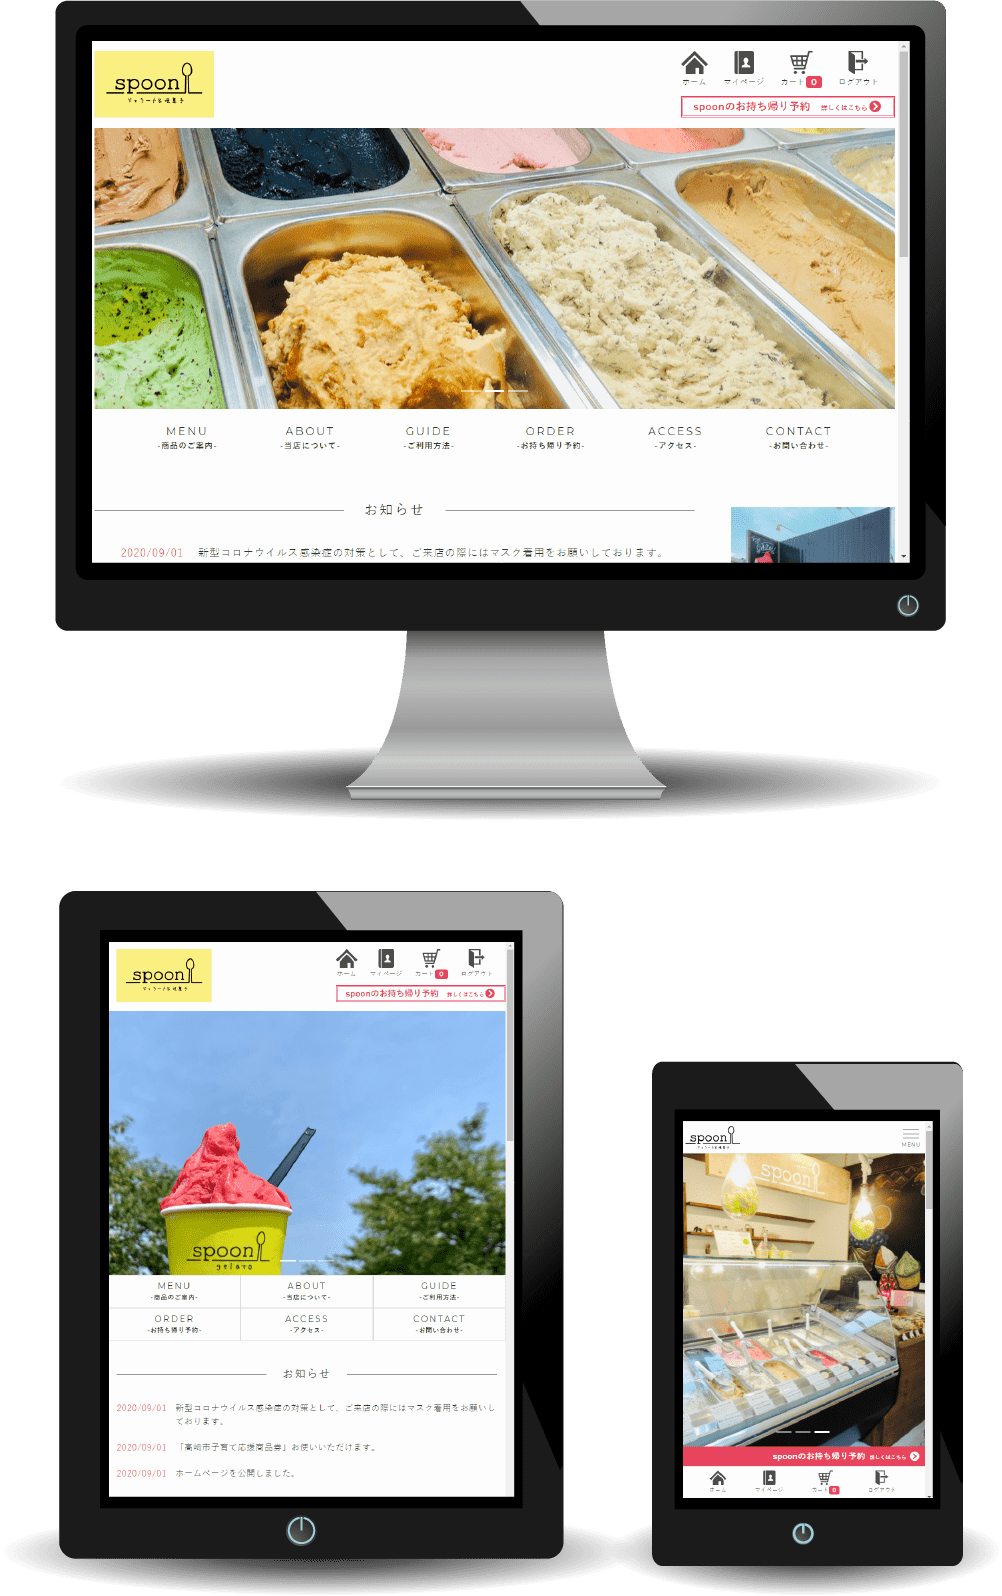 spoon
ジェラート&焼菓子
ホーム マイページ カート 0 ログアウト
spoonのお持ち帰り予約 詳しくはこちら
MENU ABOUT GUIDE ORDER ACCESS CONTACT
-商品のご案内- -当店について- -ご利用方法- -お持ち帰り予約- -アクセス- -お問い合わせ-
お知らせ
2020/09/01 新型コロナウイルス感染症の対策として、ご来店の際にはマスク着用をお願いしております。
spoon
ジェラート&焼菓子
ホーム マイページ カート 0 ログアウト
spoonのお持ち帰り予約 詳しくはこちら
spoon
gelato
MENU ABOUT GUIDE
-商品のご案内- -当店について- -ご利用方法-
ORDER ACCESS CONTACT
-お持ち帰り予約- -アクセス- -お問い合わせ-
お知らせ
2020/09/01 新型コロナウイルス感染症の対策として、ご来店の際にはマスク着用をお願いし
ております。
2020/09/01 「高崎市子育て応援商品券」お使いいただけます。
2020/09/01 ホームページを公開しました。
spoon
ジェラート&焼菓子
MENU
spoon
spoonのお持ち帰り予約 詳しくはこちら
ホーム マイページ カート 0 ログアウト